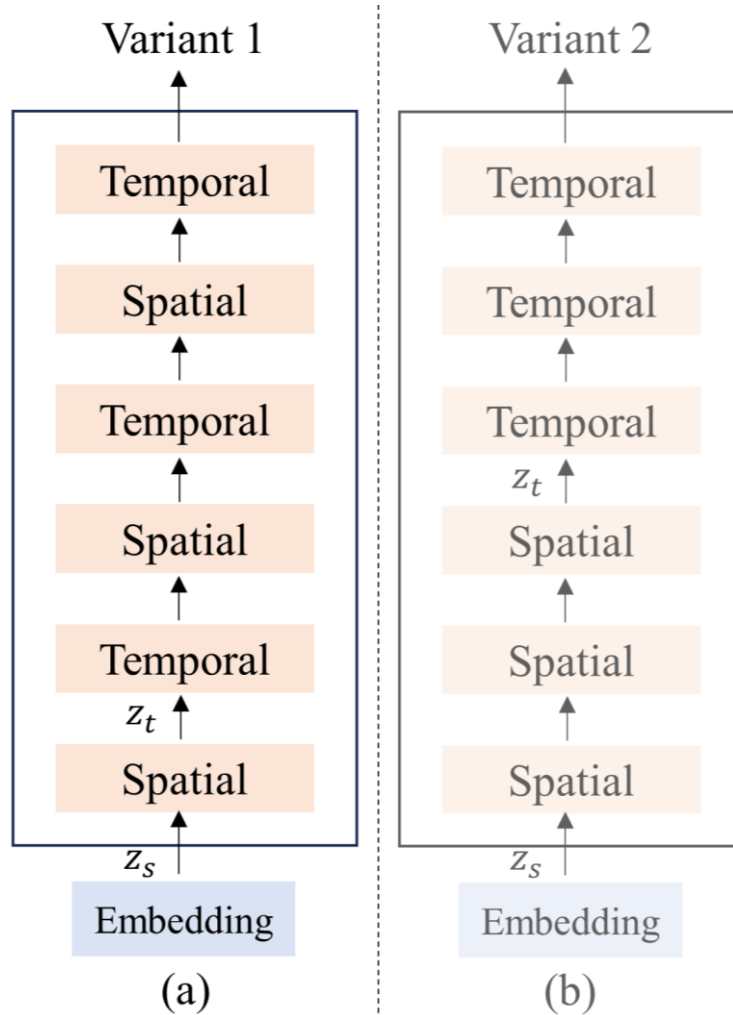 Variant 1
Temporal
Spatial
Temporal
Spatial
Temporal
z_t
Spatial
z_s
Embedding
(a)
Variant 2
Temporal
Temporal
Temporal
z_t
Spatial
Spatial
Spatial
z_s
Embedding
(b)